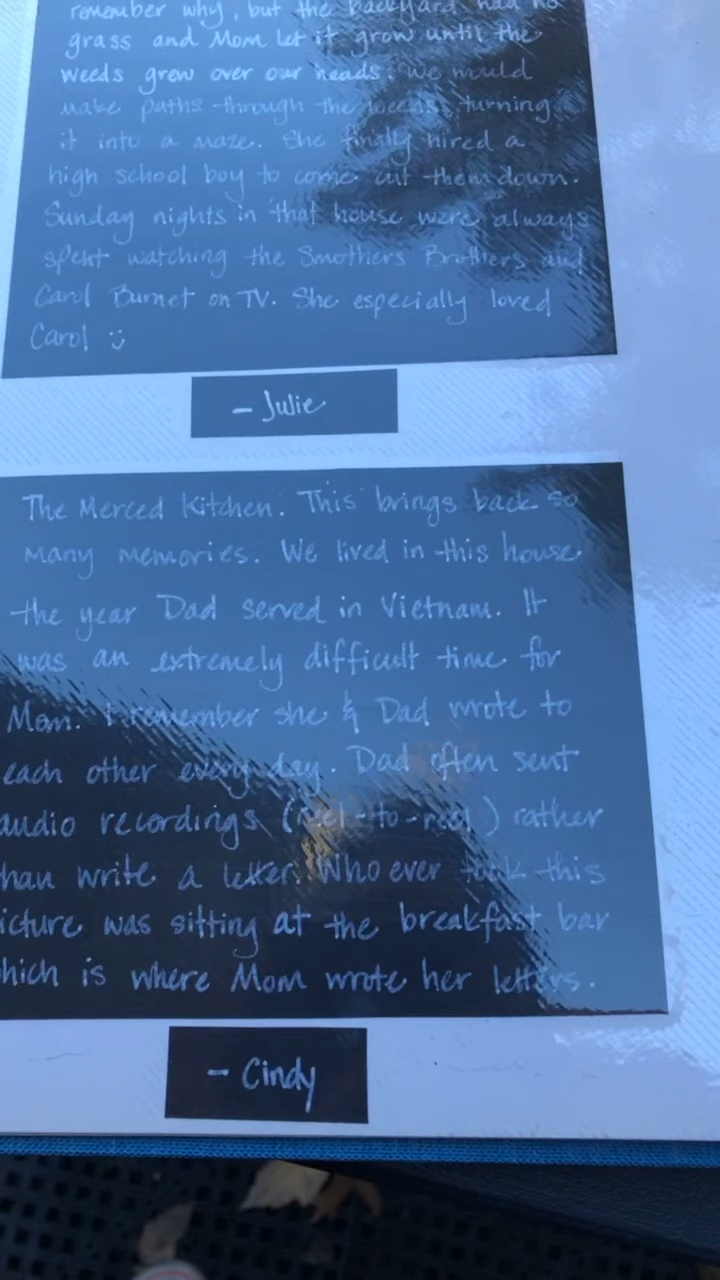 remember why, but the backyard had no
grass and Mom let it grow until the
weeds grew over our heads. We would
make paths through the weeds, turning
it into a maze. She finally hired a
high school boy to come cut them down.
Sunday nights in that house were always
spent watching the Smothers Brothers and
Carol Burnet on TV. She especially loved
Carol :)
- Julie
The Merced Kitchen. This brings back so
many memories. We lived in this house
the year Dad served in Vietnam. It
was an extremely difficult time for
Mom. I remember she & Dad wrote to
each other every day. Dad often sent
audio recordings (reel-to-reel) rather
han write a letter. Who ever took this
icture was sitting at the breakfast bar
hich is where Mom wrote her letters.
- Cindy